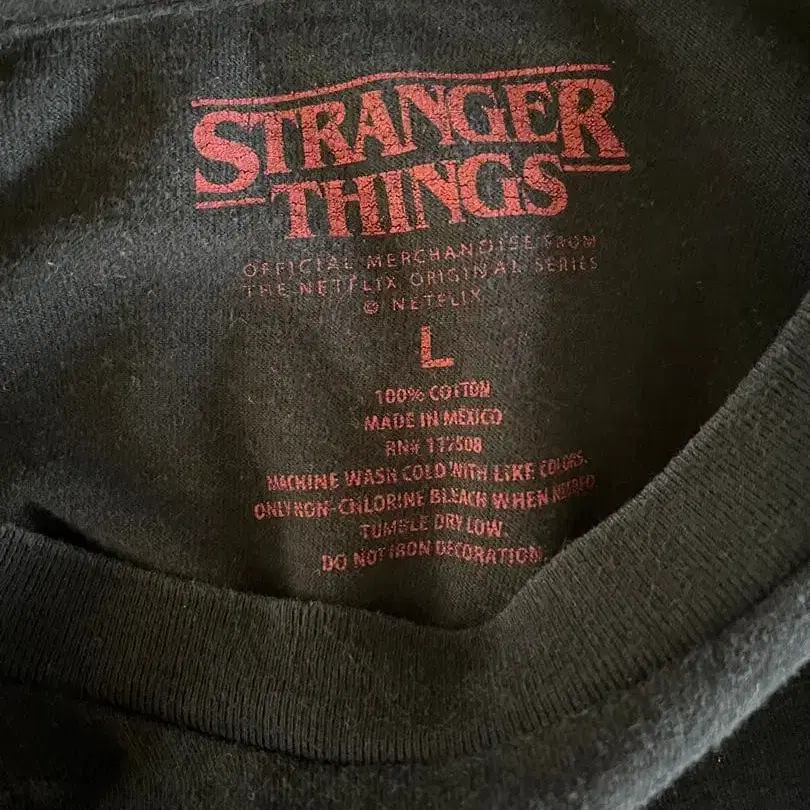 STRANGER
THINGS
OFFICIAL MERCHANDISE FROM
THE NETFLIX ORIGINAL SERIES
© NETFLIX
L
100% COTTON
MADE IN MEXICO
RN# 117508
MACHINE WASH COLD WITH LIKE COLORS.
ONLY NON-CHLORINE BLEACH WHEN NEEDED.
TUMBLE DRY LOW.
DO NOT IRON DECORATION.